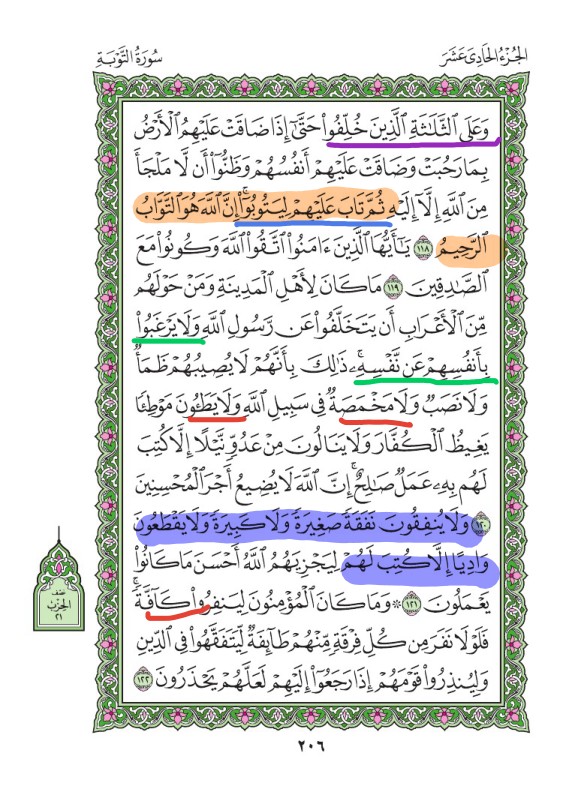 الجُزْءُ الحَادِى عَشَرَ
سُورَةُ التَّوْبَةِ
وَعَلَى ٱلثَّلَٰثَةِ ٱلَّذِينَ خُلِّفُوا۟ حَتَّىٰٓ إِذَا ضَاقَتْ عَلَيْهِمُ ٱلْأَرْضُ
بِمَا رَحُبَتْ وَضَاقَتْ عَلَيْهِمْ أَنفُسُهُمْ وَظَنُّوٓا۟ أَن لَّا مَلْجَأَ
مِنَ ٱللَّهِ إِلَّآ إِلَيْهِ ثُمَّ تَابَ عَلَيْهِمْ لِيَتُوبُوٓا۟ ۚ إِنَّ ٱللَّهَ هُوَ ٱلتَّوَّابُ
ٱلرَّحِيمُ ١١٨ يَٰٓأَيُّهَا ٱلَّذِينَ ءَامَنُوا۟ ٱتَّقُوا۟ ٱللَّهَ وَكُونُوا۟ مَعَ
ٱلصَّٰدِقِينَ ١١٩ مَا كَانَ لِأَهْلِ ٱلْمَدِينَةِ وَمَنْ حَوْلَهُم
مِّنَ ٱلْأَعْرَابِ أَن يَتَخَلَّفُوا۟ عَن رَّسُولِ ٱللَّهِ وَلَا يَرْغَبُوا۟
بِأَنفُسِهِمْ عَن نَّفْسِهِۦ ۚ ذَٰلِكَ بِأَنَّهُمْ لَا يُصِيبُهُمْ ظَمَأٌ
وَلَا نَصَبٌ وَلَا مَخْمَصَةٌ فِى سَبِيلِ ٱللَّهِ وَلَا يَطَـُٔونَ مَوْطِئًا
يَغِيظُ ٱلْكُفَّارَ وَلَا يَنَالُونَ مِنْ عَدُوٍّ نَّيْلًا إِلَّا كُتِبَ
لَهُم بِهِۦ عَمَلٌ صَٰلِحٌ ۚ إِنَّ ٱللَّهَ لَا يُضِيعُ أَجْرَ ٱلْمُحْسِنِينَ
١٢٠ وَلَا يُنفِقُونَ نَفَقَةً صَغِيرَةً وَلَا كَبِيرَةً وَلَا يَقْطَعُونَ
وَادِيًا إِلَّا كُتِبَ لَهُمْ لِيَجْزِيَهُمُ ٱللَّهُ أَحْسَنَ مَا كَانُوا۟
يَعْمَلُونَ ١٢١ ۞ وَمَا كَانَ ٱلْمُؤْمِنُونَ لِيَنفِرُوا۟ كَآفَّةً ۚ
فَلَوْلَا نَفَرَ مِن كُلِّ فِرْقَةٍ مِّنْهُمْ طَآئِفَةٌ لِّيَتَفَقَّهُوا۟ فِى ٱلدِّينِ
وَلِيُنذِرُوا۟ قَوْمَهُمْ إِذَا رَجَعُوٓا۟ إِلَيْهِمْ لَعَلَّهُمْ يَحْذَرُونَ ١٢٢
نِصْف
الحِزْب
٢١
٢٠٦